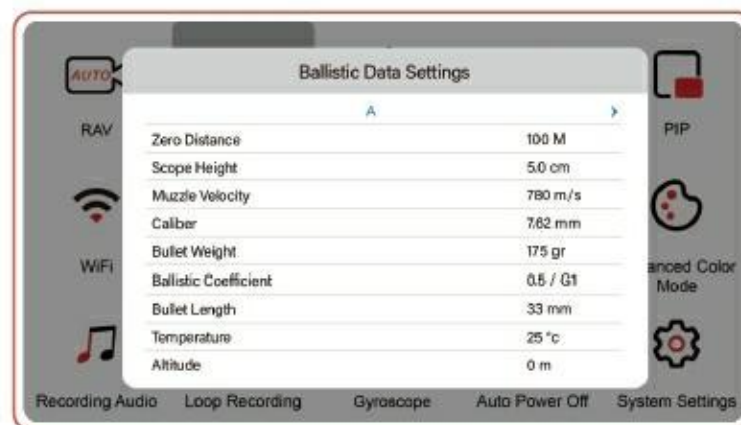 Ballistic Data Settings
A >
Zero Distance 100 M
Scope Height 5.0 cm
Muzzle Velocity 780 m/s
Caliber 7.62 mm
Bullet Weight 175 gr
Ballistic Coefficient 0.5 / G1
Bullet Length 33 mm
Temperature 25 °c
Altitude 0 m
AUTO
RAV
PIP
WiFi
anced Color
Mode
Recording Audio Loop Recording Gyroscope Auto Power Off System Settings